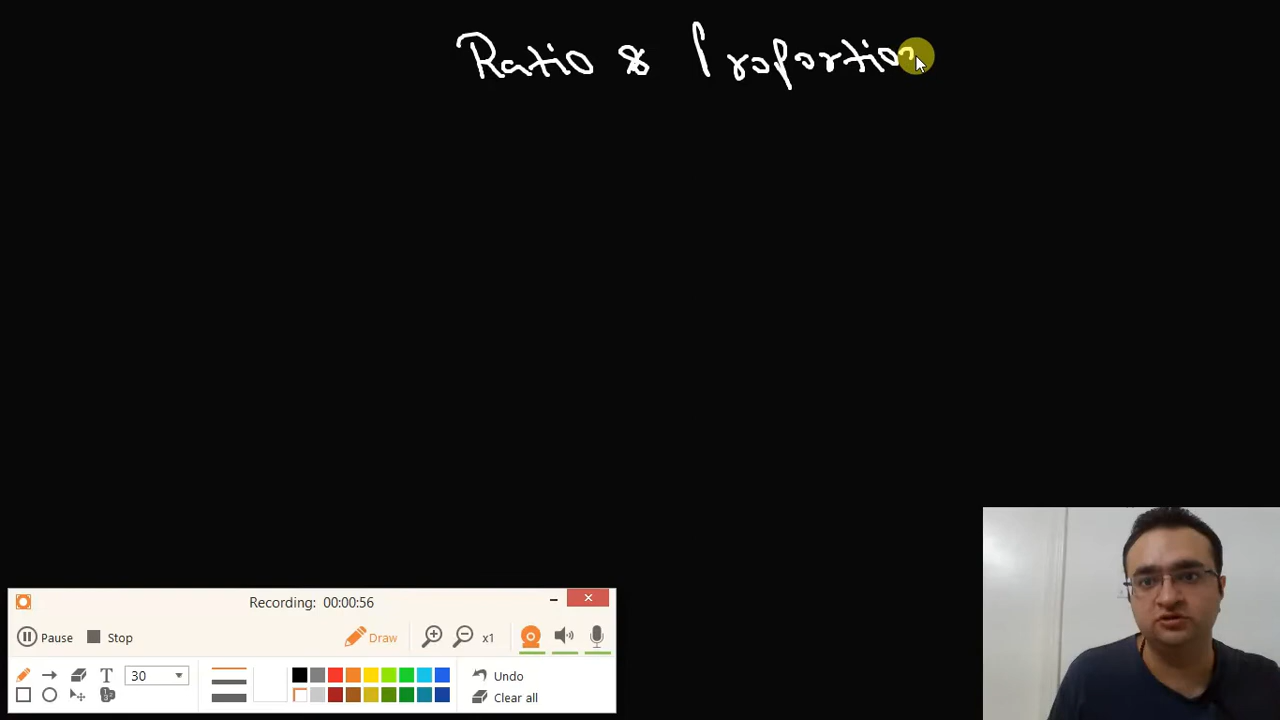 Ratio & Proportion
Recording: 00:00:56
Pause Stop Draw x1
T 30 Undo
Clear all